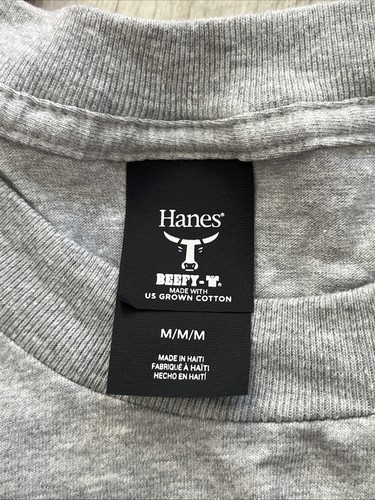 Hanes®
BEEFY-T®
MADE WITH
US GROWN COTTON
M/M/M
MADE IN HAITI
FABRIQUÉ À HAÏTI
HECHO EN HAITÍ